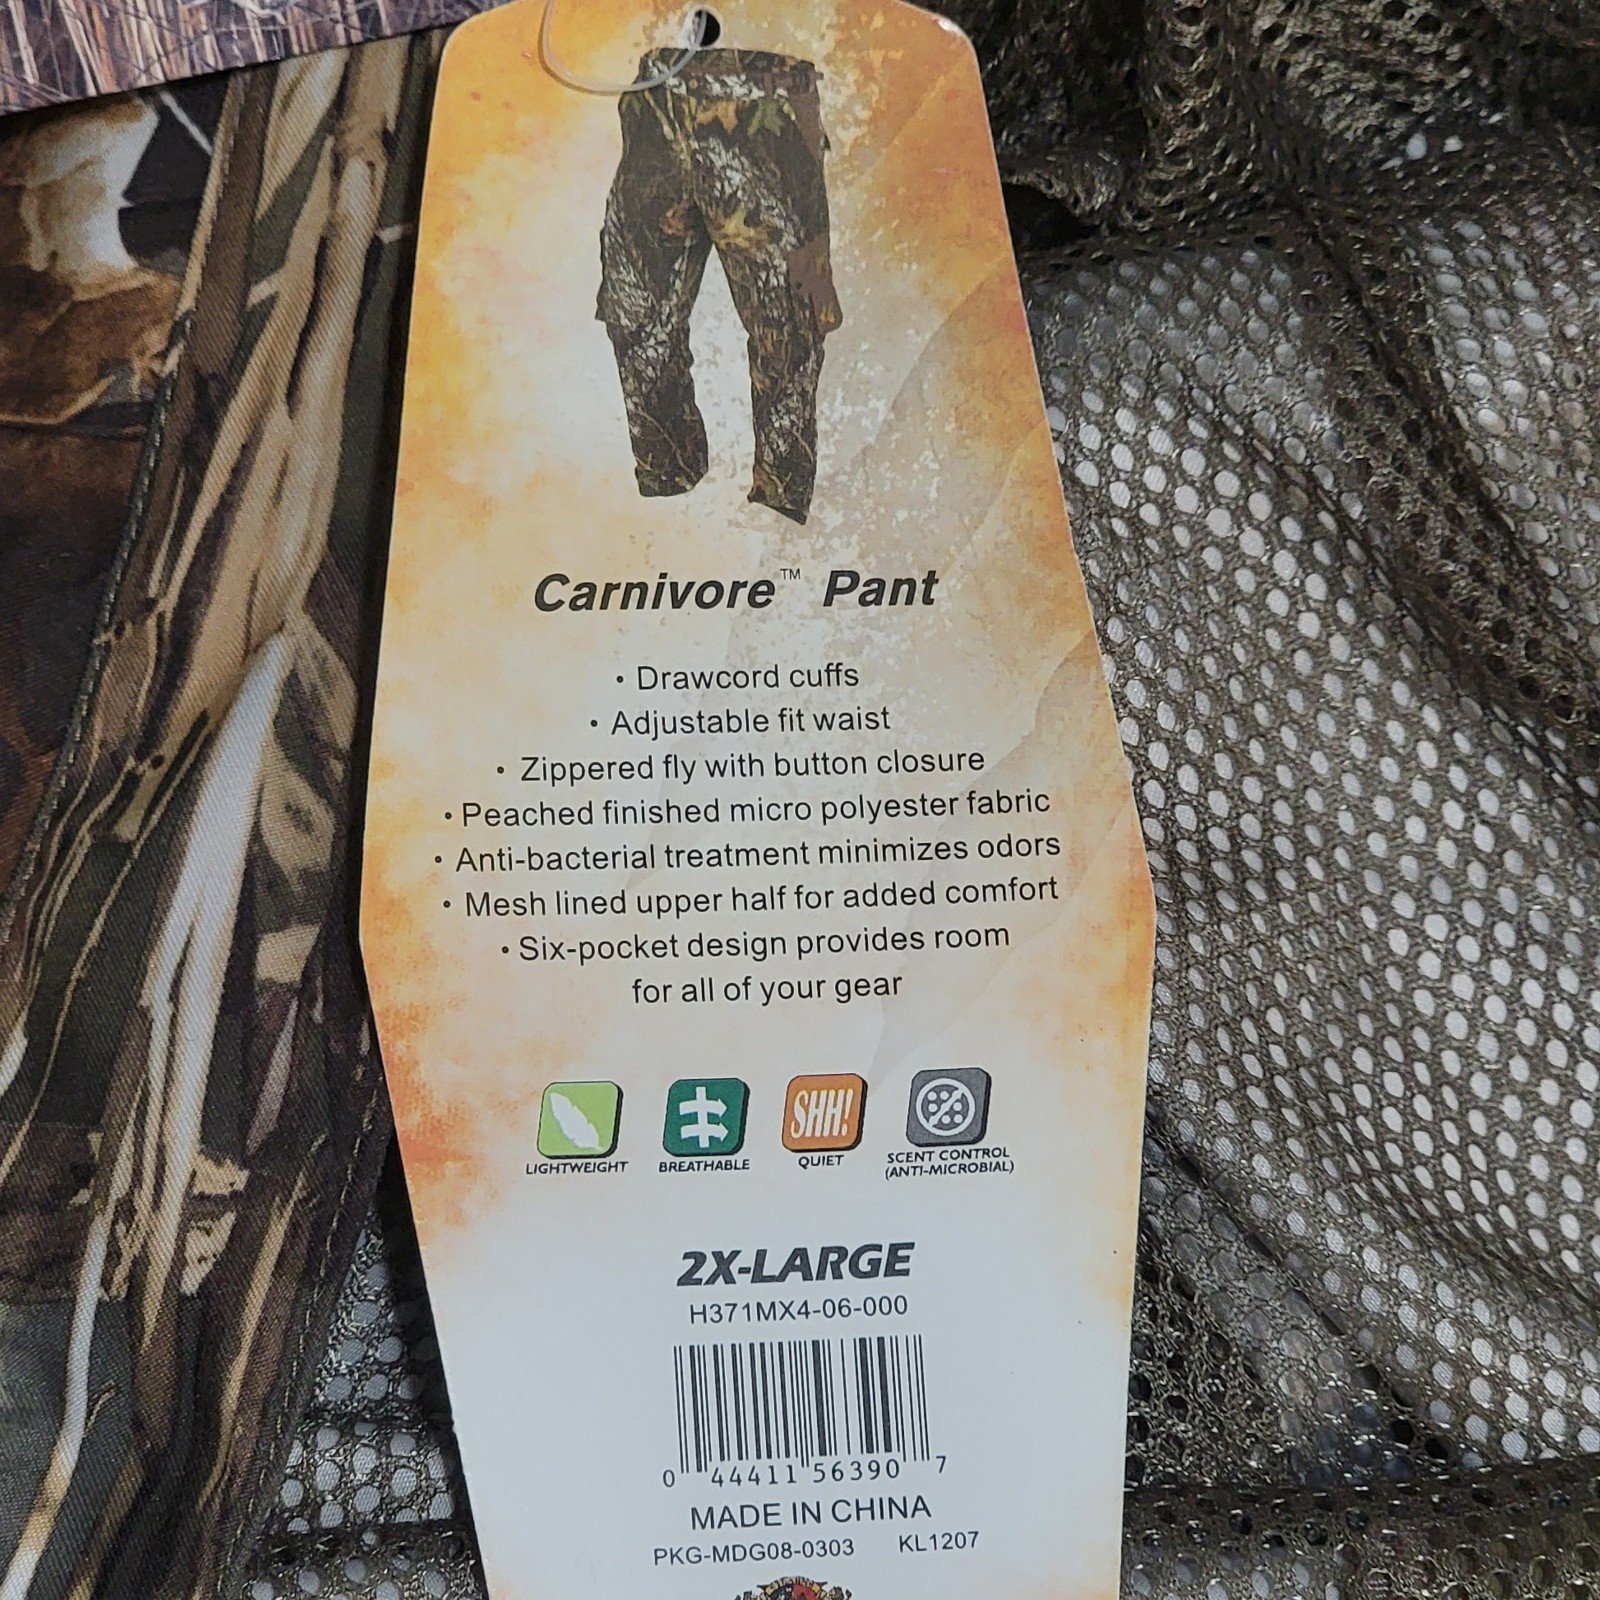 Carnivore™ Pant
• Drawcord cuffs
• Adjustable fit waist
• Zippered fly with button closure
• Peached finished micro polyester fabric
• Anti-bacterial treatment minimizes odors
• Mesh lined upper half for added comfort
• Six-pocket design provides room
for all of your gear
SHH!
LIGHTWEIGHT BREATHABLE QUIET SCENT CONTROL
(ANTI-MICROBIAL)
2X-LARGE
H371MX4-06-000
0 44411 56390 7
MADE IN CHINA
PKG-MDG08-0303 KL1207